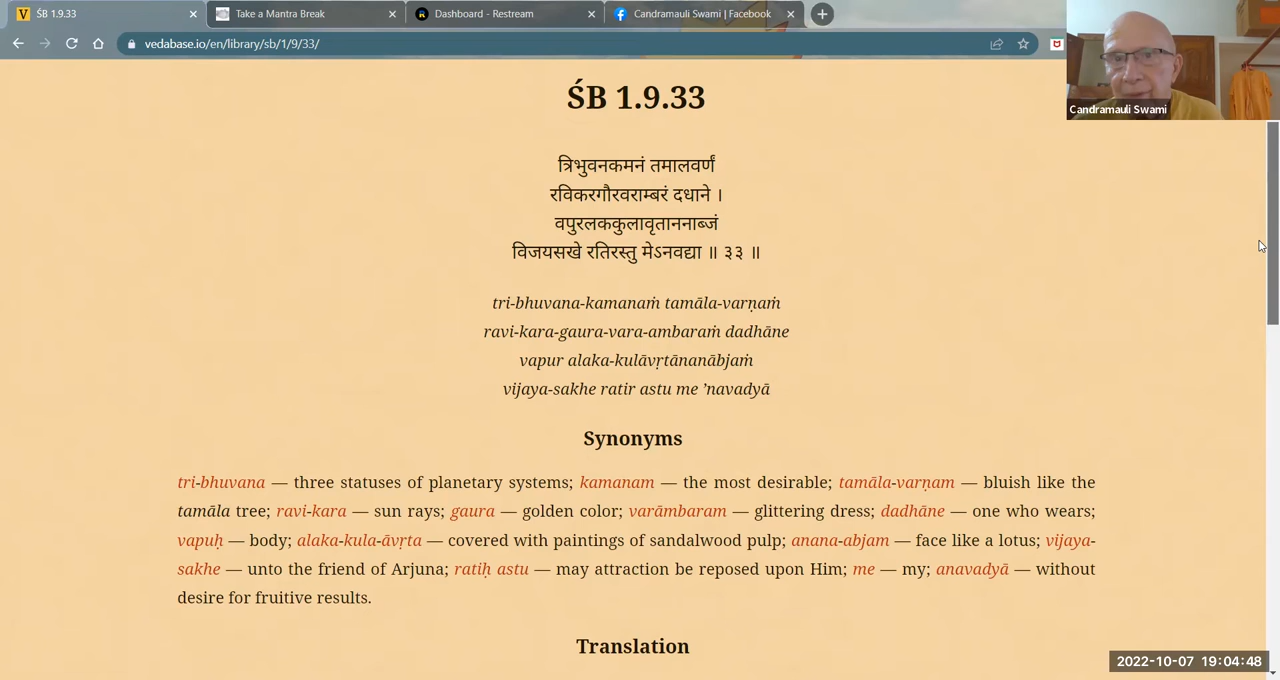 ŚB 1.9.33
Take a Mantra Break
Dashboard - Restream
Candramauli Swami | Facebook
vedabase.io/en/library/sb/1/9/33/
Candramauli Swami
ŚB 1.9.33
त्रिभुवनकमनं तमालवर्णं
रविकरगौरवराम्बरं दधाने ।
वपुरलककुलावृताननाब्जं
विजयसखे रतिरस्तु मेऽनवद्या ॥ ३३ ॥
tri-bhuvana-kamanaṁ tamāla-varṇaṁ
ravi-kara-gaura-vara-ambaraṁ dadhāne
vapur alaka-kulāvṛtānanābjaṁ
vijaya-sakhe ratir astu me ’navadyā
Synonyms
tri-bhuvana — three statuses of planetary systems; kamanam — the most desirable; tamāla-varṇam — bluish like the
tamāla tree; ravi-kara — sun rays; gaura — golden color; varāmbaram — glittering dress; dadhāne — one who wears;
vapuḥ — body; alaka-kula-āvṛta — covered with paintings of sandalwood pulp; anana-abjam — face like a lotus; vijaya-
sakhe — unto the friend of Arjuna; ratiḥ astu — may attraction be reposed upon Him; me — my; anavadyā — without
desire for fruitive results.
Translation
2022-10-07 19:04:48